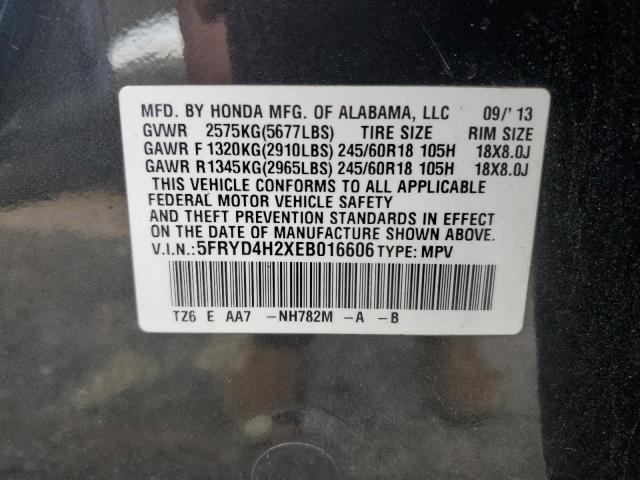 MFD. BY HONDA MFG. OF ALABAMA, LLC 09/' 13
GVWR 2575KG(5677LBS) TIRE SIZE RIM SIZE
GAWR F 1320KG(2910LBS) 245/60R18 105H 18X8.0J
GAWR R1345KG(2965LBS) 245/60R18 105H 18X8.0J
THIS VEHICLE CONFORMS TO ALL APPLICABLE
FEDERAL MOTOR VEHICLE SAFETY
AND THEFT PREVENTION STANDARDS IN EFFECT
ON THE DATE OF MANUFACTURE SHOWN ABOVE
V.I.N.: 5FRYD4H2XEB016606 TYPE: MPV
TZ6 E AA7 -NH782M -A -B